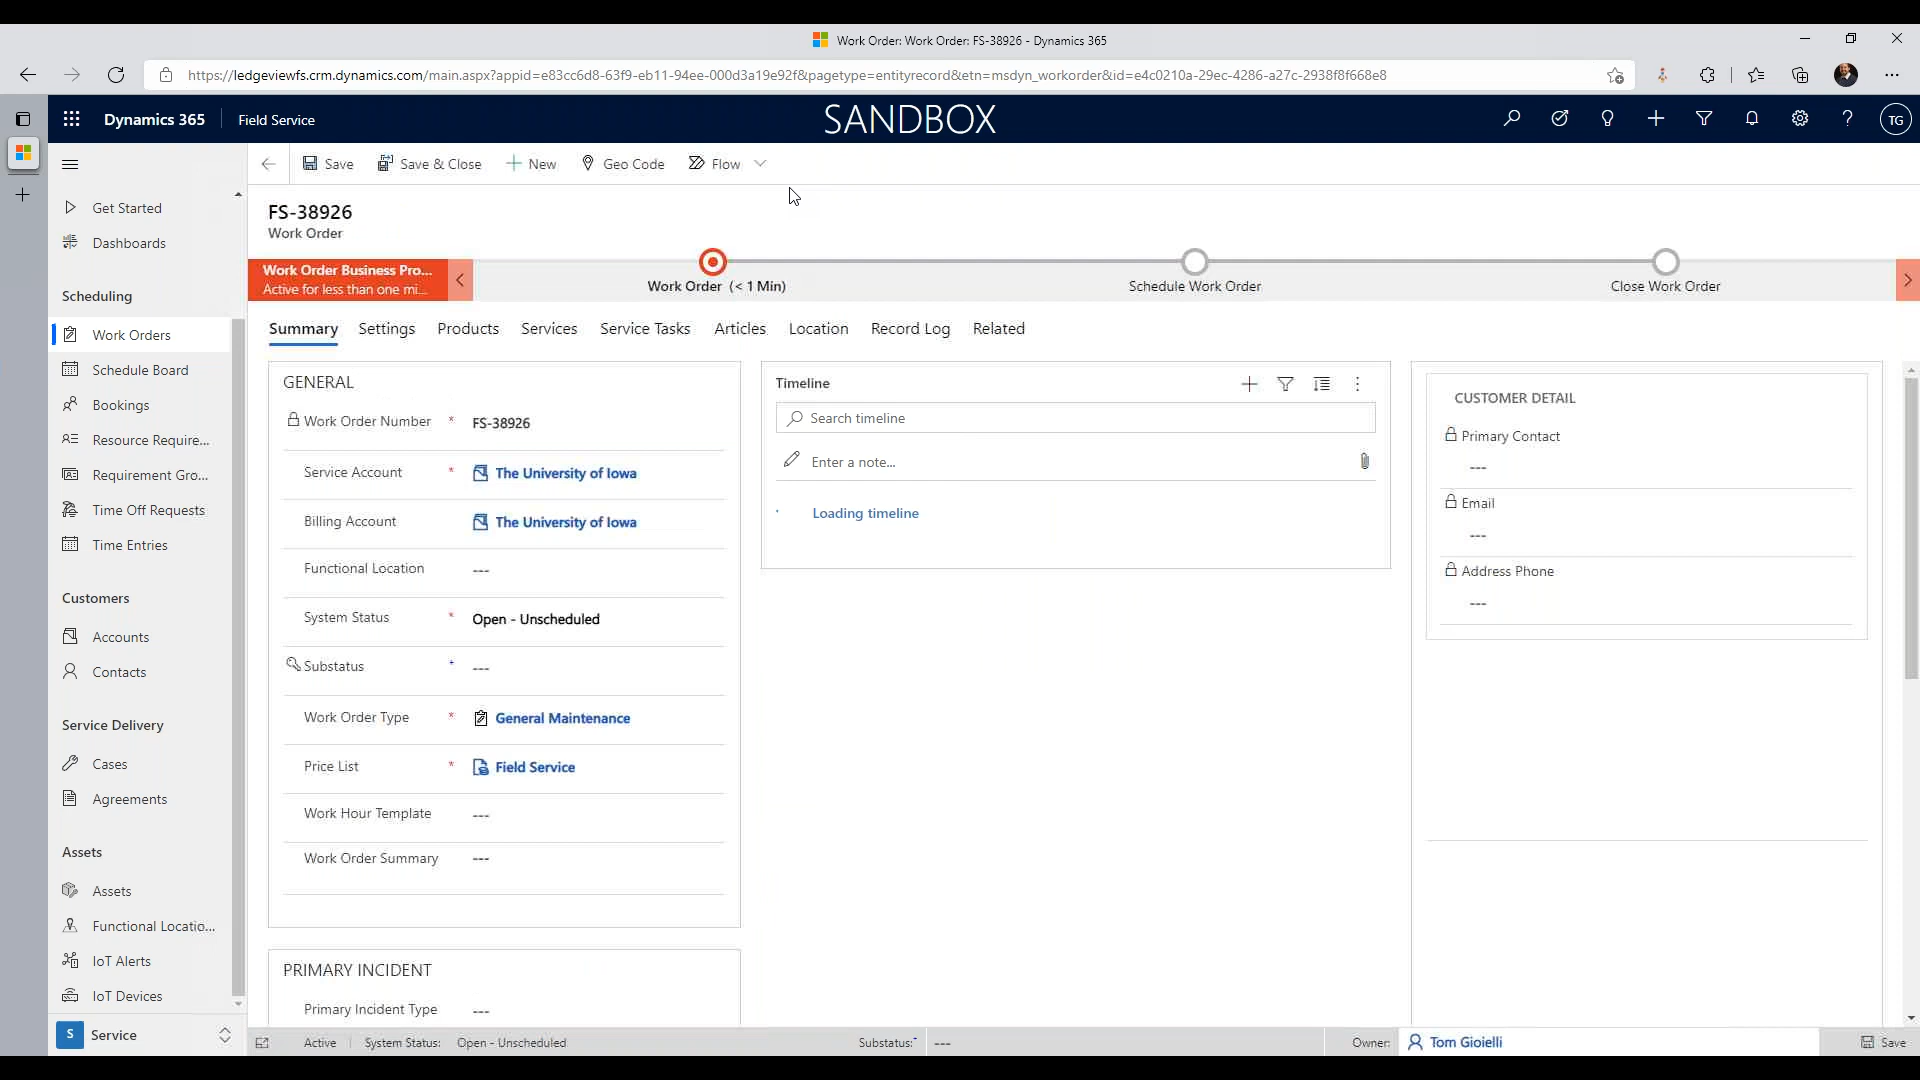 Work Order: Work Order: FS-38926 - Dynamics 365
https://ledgeviewfs.crm.dynamics.com/main.aspx?appid=e83cc6d8-63f9-eb11-94ee-000d3a19e92f&pagetype=entityrecord&etn=msdyn_workorder&id=e4c0210a-29ec-4286-a27c-2938f8f668e8
Dynamics 365
Field Service
SANDBOX
TG
Save
Save & Close
New
Geo Code
Flow
Get Started
Dashboards
Scheduling
Work Orders
Schedule Board
Bookings
Resource Require...
Requirement Gro...
Time Off Requests
Time Entries
Customers
Accounts
Contacts
Service Delivery
Cases
Agreements
Assets
Assets
Functional Locatio...
IoT Alerts
IoT Devices
S
Service
FS-38926
Work Order
Work Order Business Pro...
Active for less than one mi...
Work Order (< 1 Min)
Schedule Work Order
Close Work Order
Summary
Settings
Products
Services
Service Tasks
Articles
Location
Record Log
Related
GENERAL
Work Order Number * FS-38926
Service Account * The University of Iowa
Billing Account The University of Iowa
Functional Location ---
System Status * Open - Unscheduled
Substatus + ---
Work Order Type * General Maintenance
Price List * Field Service
Work Hour Template ---
Work Order Summary ---
PRIMARY INCIDENT
Primary Incident Type ---
Timeline
Search timeline
Enter a note...
Loading timeline
CUSTOMER DETAIL
Primary Contact
---
Email
---
Address Phone
---
Active
System Status: Open - Unscheduled
Substatus:+ ---
Owner: Tom Gioielli
Save